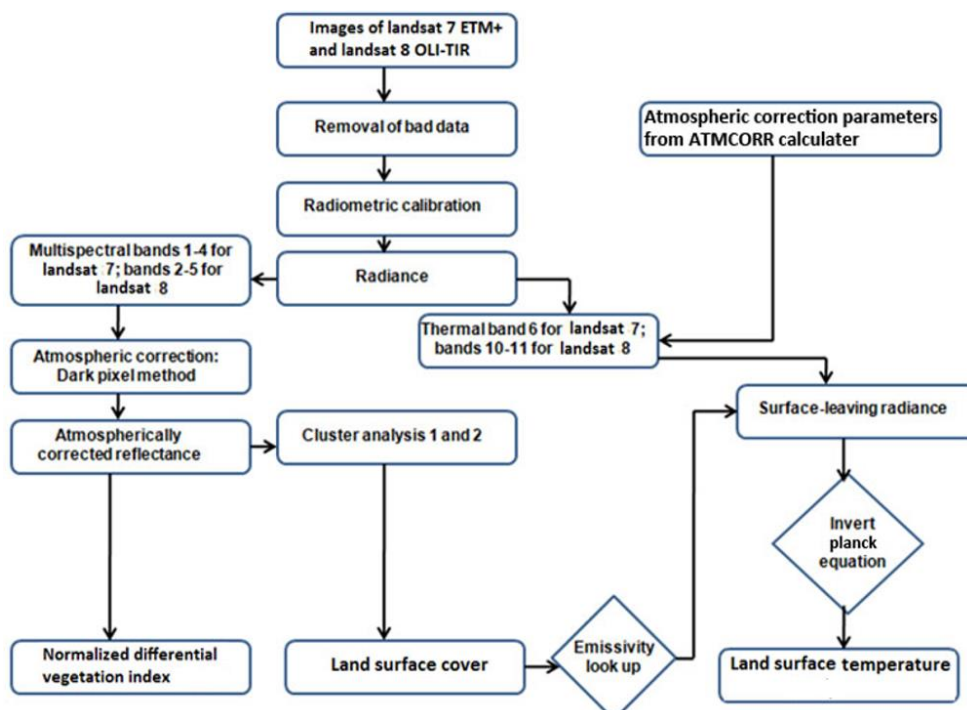 Images of landsat 7 ETM+
and landsat 8 OLI-TIR
Removal of bad data
Atmospheric correction parameters
from ATMCORR calculater
Radiometric calibration
Multispectral bands 1-4 for
landsat 7; bands 2-5 for
landsat 8
Radiance
Thermal band 6 for landsat 7;
bands 10-11 for landsat 8
Atmospheric correction:
Dark pixel method
Surface-leaving radiance
Atmospherically
corrected reflectance
Cluster analysis 1 and 2
Invert
planck
equation
Normalized differential
vegetation index
Land surface cover
Emissivity
look up
Land surface temperature